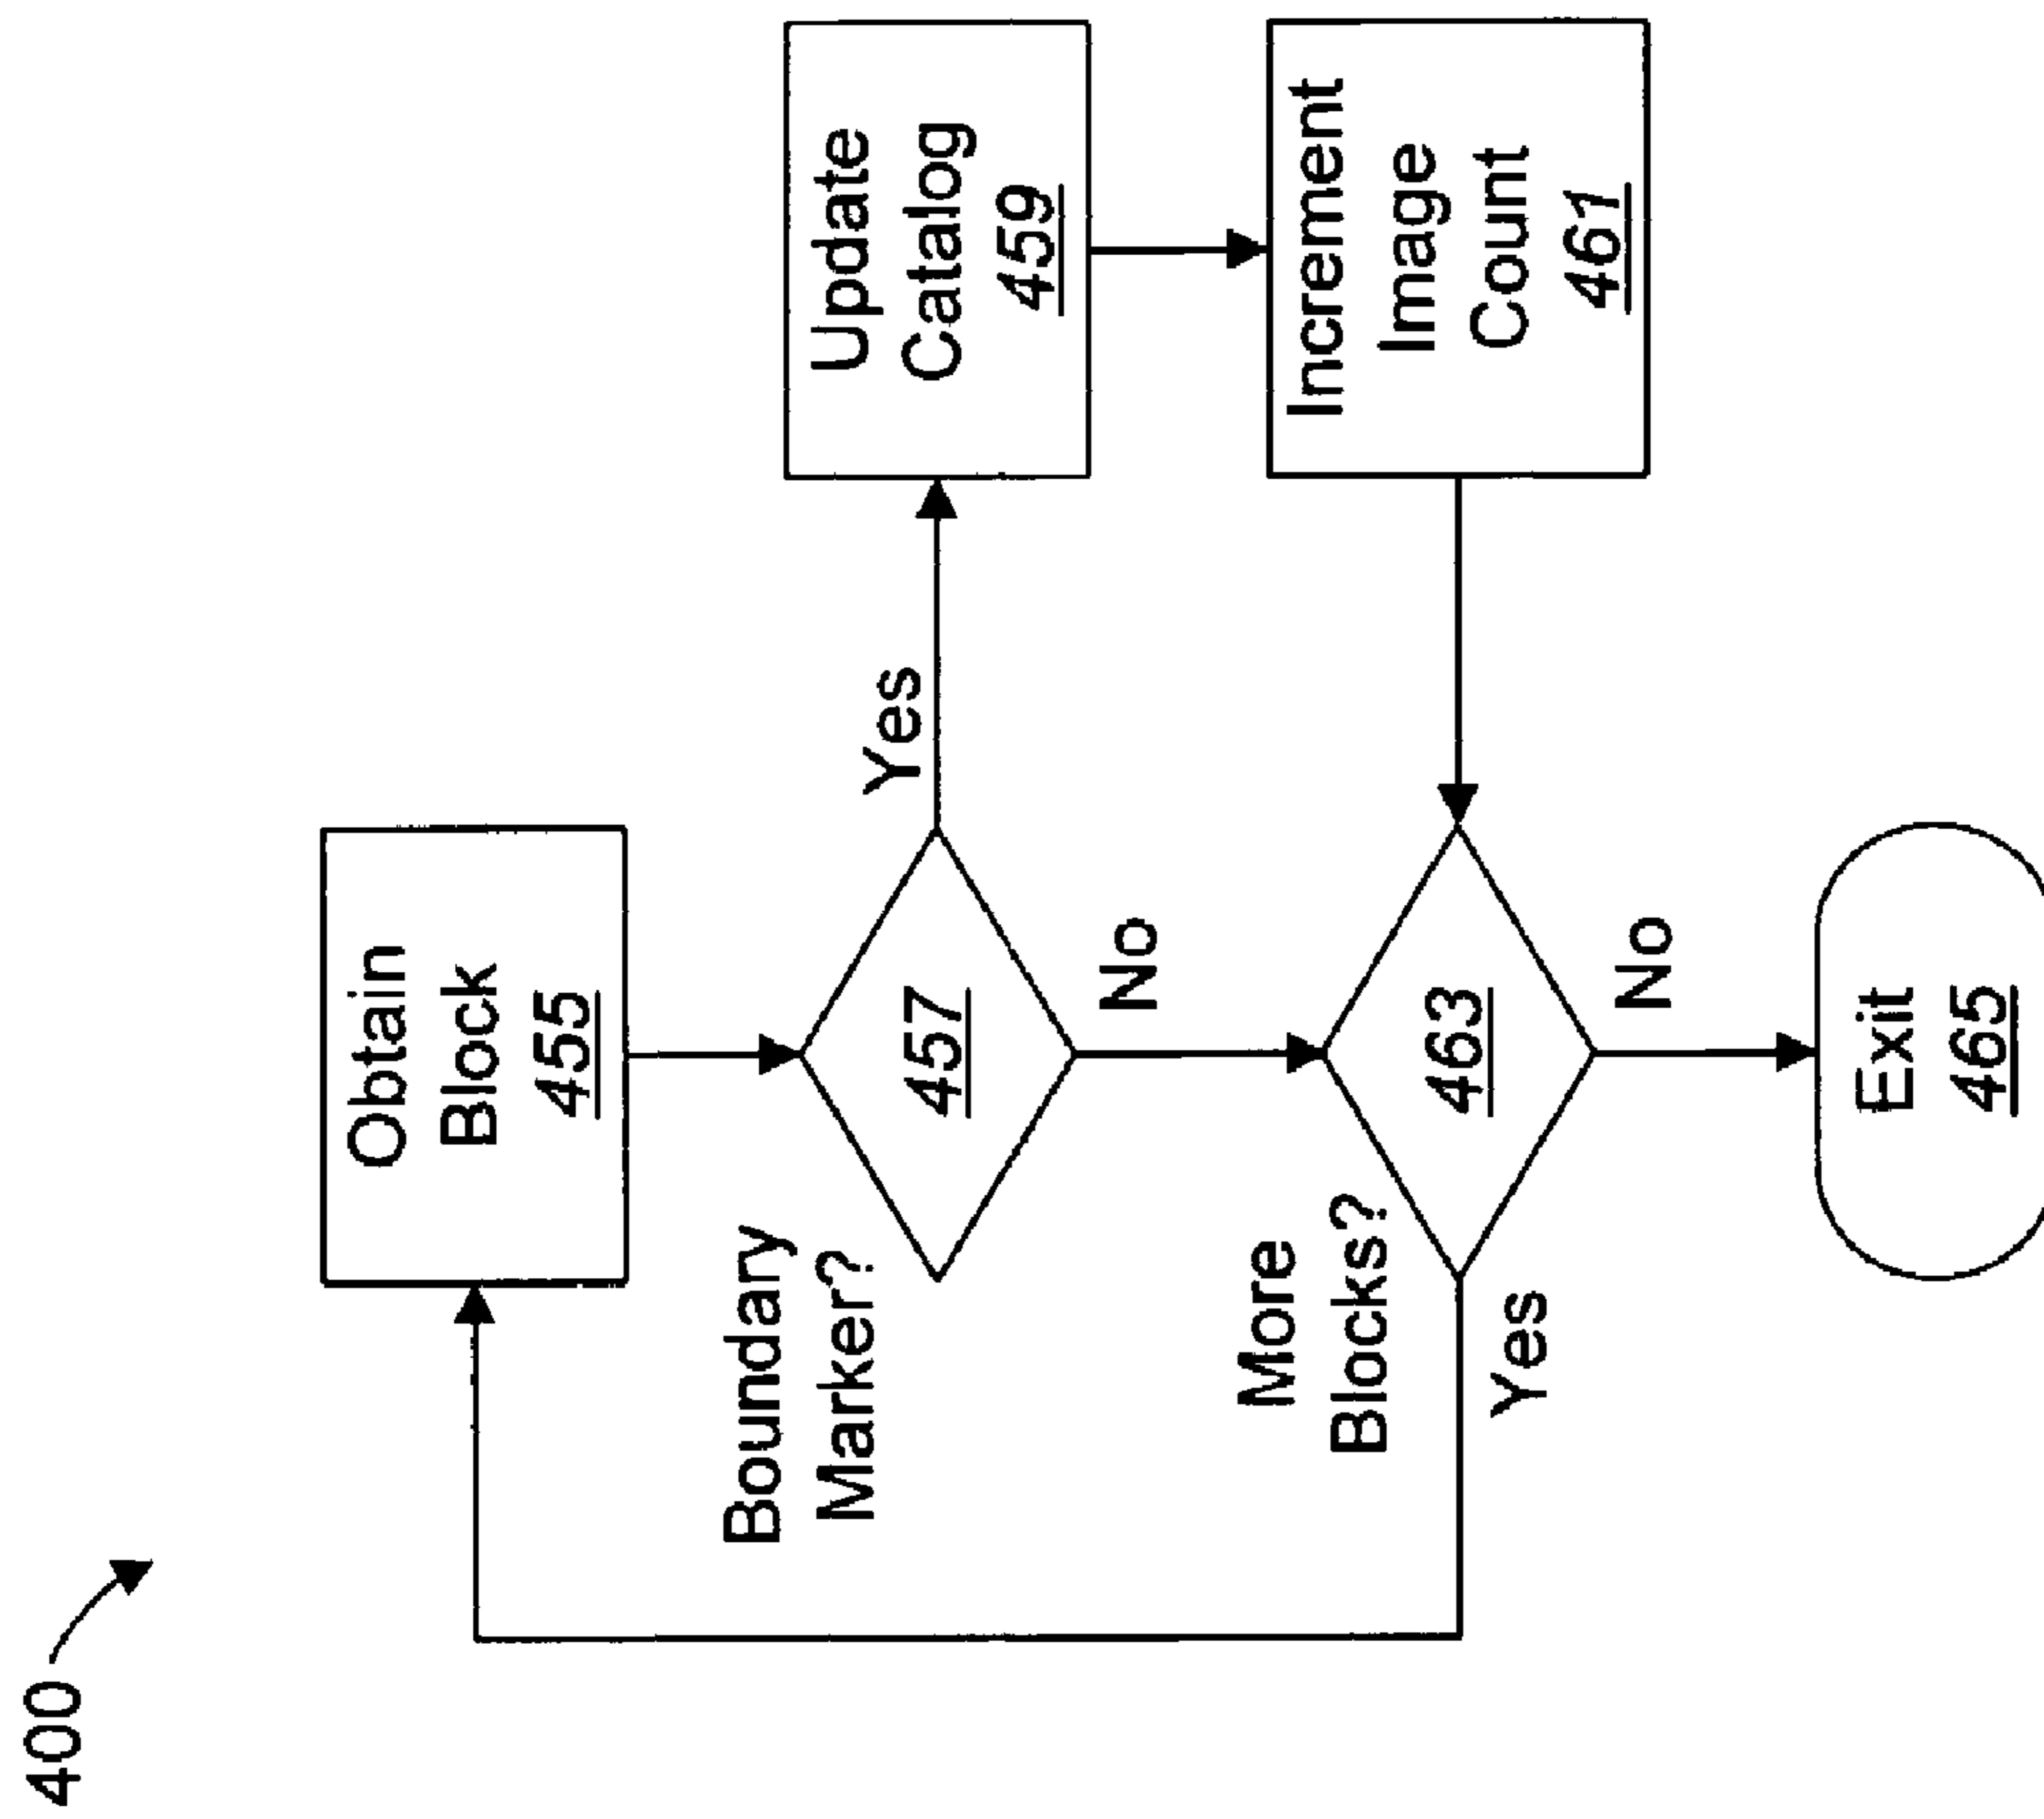 400
Obtain
Block
455
Boundary
Marker?
457
Yes
Update
Catalog
459
No
Increment
Image
Count
461
More
Blocks?
463
Yes
No
Exit
465